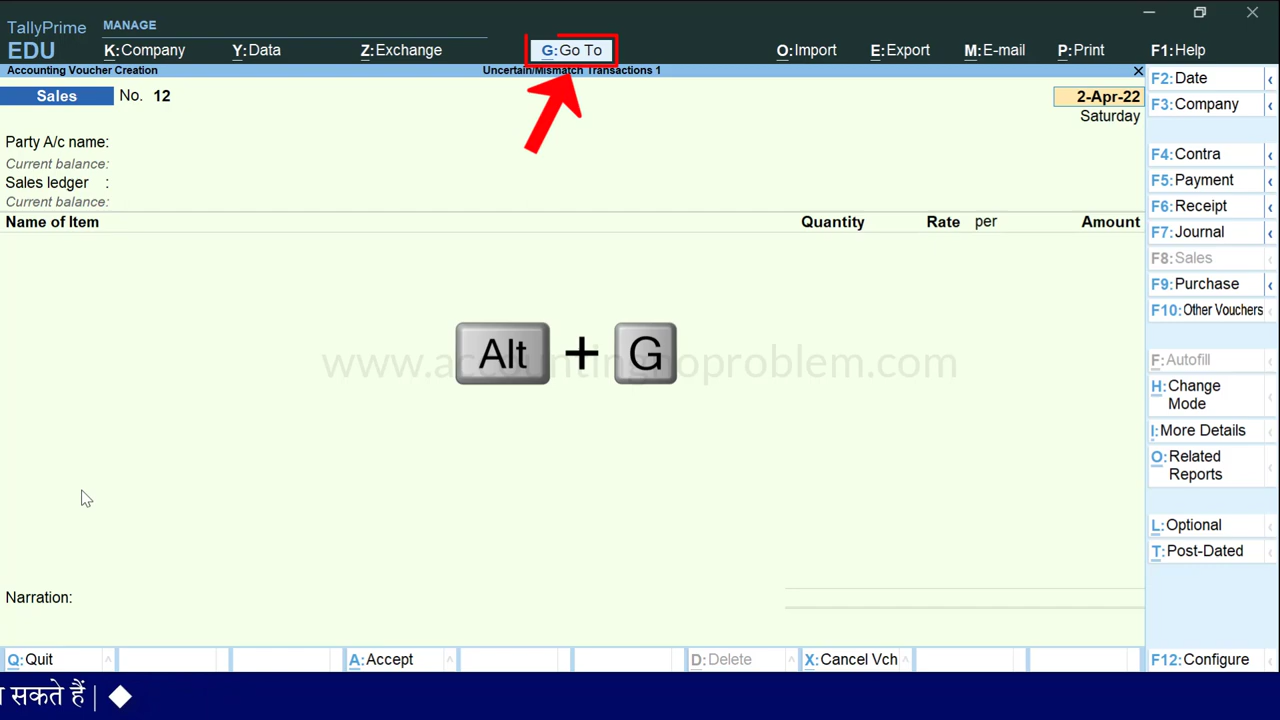 TallyPrime
EDU
MANAGE
K:Company Y:Data Z:Exchange G:Go To O:Import E:Export M:E-mail P:Print F1:Help
Accounting Voucher Creation Uncertain/Mismatch Transactions 1
Sales No. 12 2-Apr-22
Saturday
Party A/c name:
Current balance:
Sales ledger :
Current balance:
Name of Item Quantity Rate per Amount
Alt + G
www.accountingnoproblem.com
Narration:
F2:Date
F3:Company
F4:Contra
F5:Payment
F6:Receipt
F7:Journal
F8:Sales
F9:Purchase
F10:Other Vouchers
F:Autofill
H:Change
Mode
I:More Details
O:Related
Reports
L:Optional
T:Post-Dated
Q:Quit A:Accept D:Delete X:Cancel Vch F12:Configure
सकते हैं|